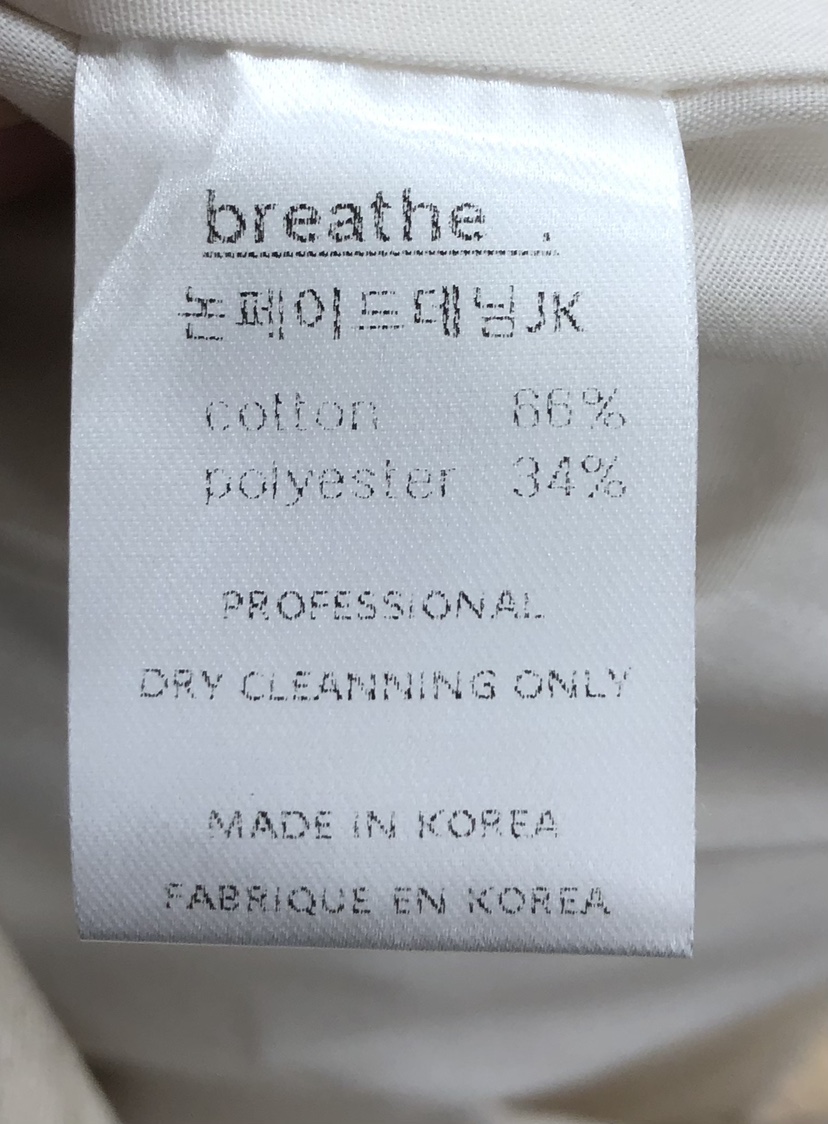 breathe .
논페이드데님JK
cotton 66%
polyester 34%
PROFESSIONAL
DRY CLEANNING ONLY
MADE IN KOREA
FABRIQUE EN KOREA